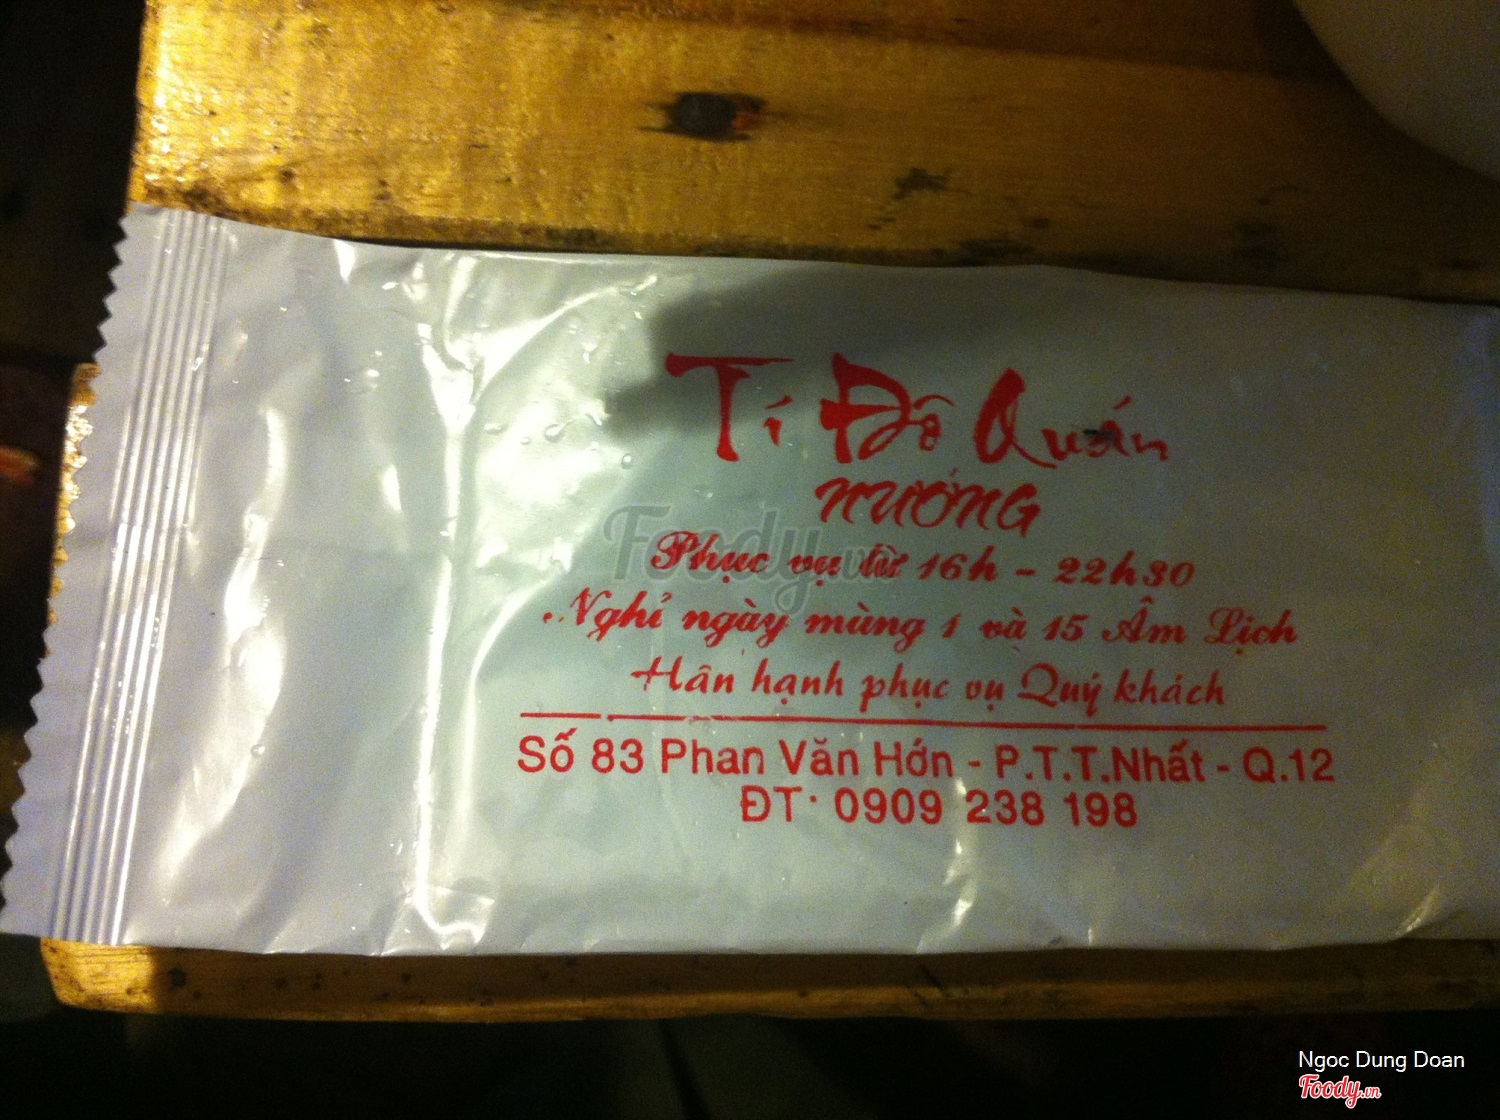 Tí Đô Quán
NƯỚNG
Phục vụ từ 16h - 22h30
Nghỉ ngày mùng 1 và 15 Âm Lịch
Hân hạnh phục vụ Quý khách
Số 83 Phan Văn Hớn - P.T.T.Nhất - Q.12
ĐT: 0909 238 198
Foody.vn
Ngoc Dung Doan
Foody.vn